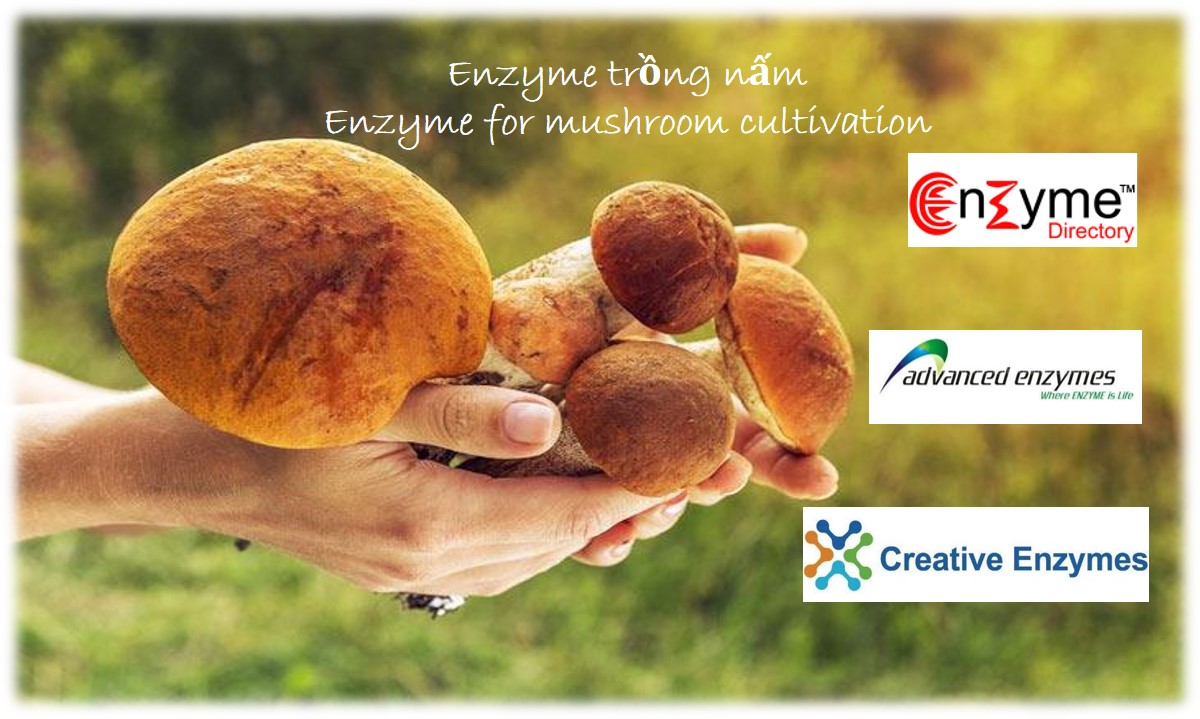 Enzyme trồng nấm
Enzyme for mushroom cultivation
Enzyme™
Directory
advanced enzymes
Where ENZYME is Life
Creative Enzymes